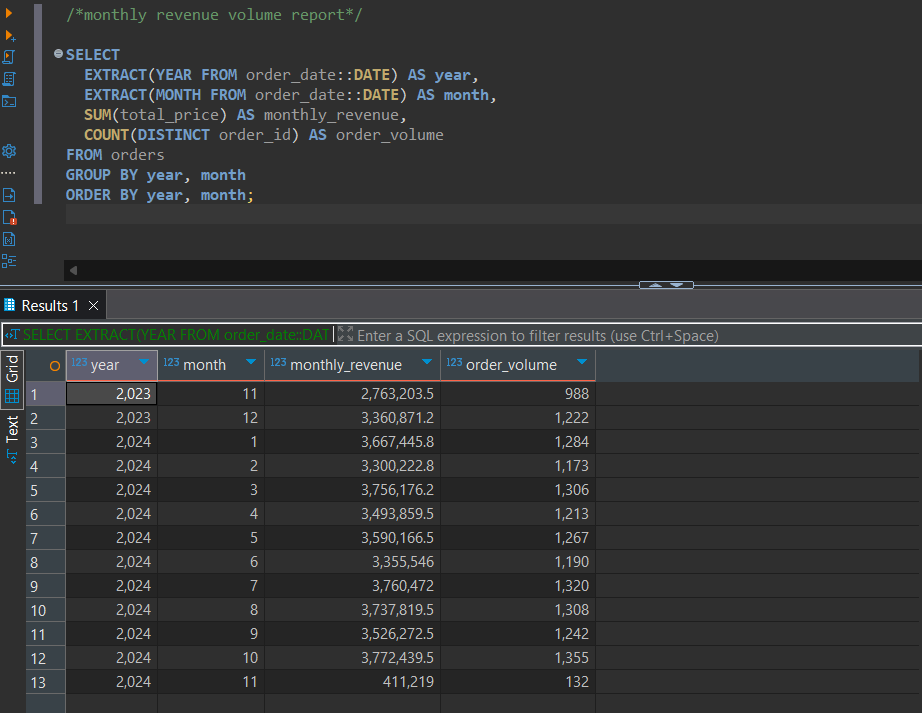 /*monthly revenue volume report*/
SELECT
EXTRACT(YEAR FROM order_date::DATE) AS year,
EXTRACT(MONTH FROM order_date::DATE) AS month,
SUM(total_price) AS monthly_revenue,
COUNT(DISTINCT order_id) AS order_volume
FROM orders
GROUP BY year, month
ORDER BY year, month;
Results 1
SELECT EXTRACT(YEAR FROM order_date::DAT Enter a SQL expression to filter results (use Ctrl+Space)
Grid
Text
123 year 123 month 123 monthly_revenue 123 order_volume
1 2,023 11 2,763,203.5 988
2 2,023 12 3,360,871.2 1,222
3 2,024 1 3,667,445.8 1,284
4 2,024 2 3,300,222.8 1,173
5 2,024 3 3,756,176.2 1,306
6 2,024 4 3,493,859.5 1,213
7 2,024 5 3,590,166.5 1,267
8 2,024 6 3,355,546 1,190
9 2,024 7 3,760,472 1,320
10 2,024 8 3,737,819.5 1,308
11 2,024 9 3,526,272.5 1,242
12 2,024 10 3,772,439.5 1,355
13 2,024 11 411,219 132